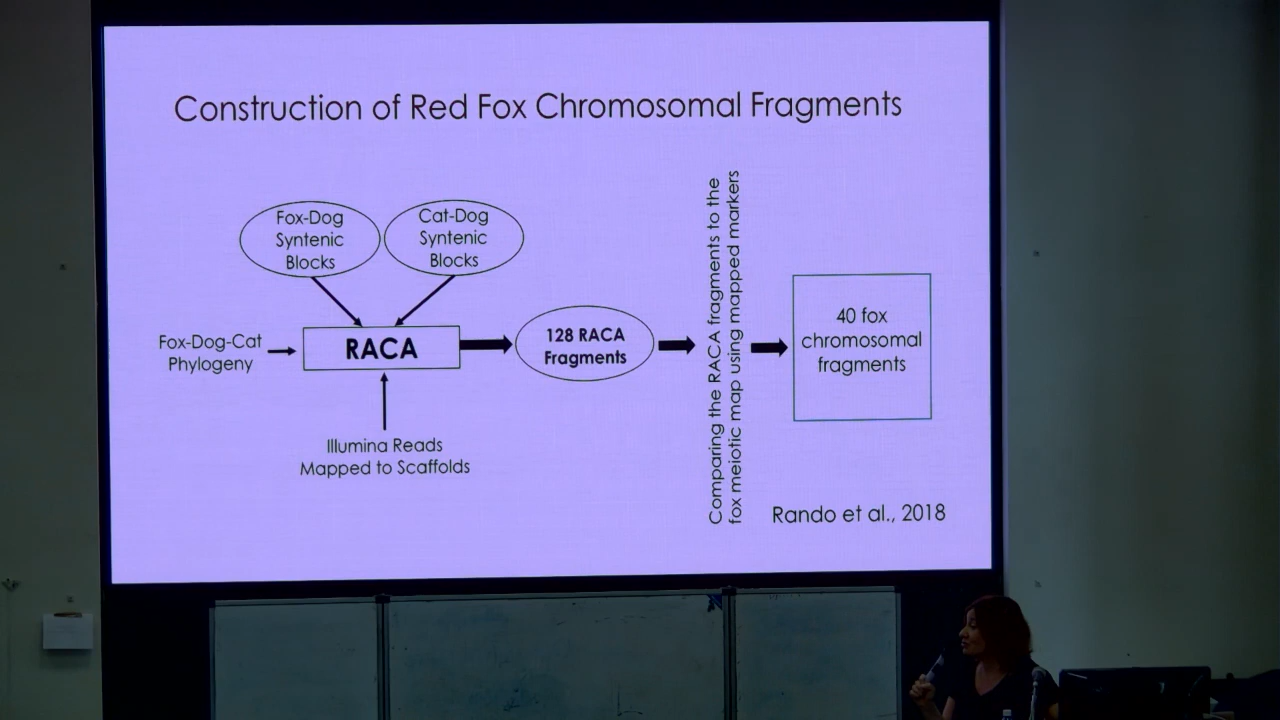 Construction of Red Fox Chromosomal Fragments
Fox-Dog
Syntenic
Blocks
Cat-Dog
Syntenic
Blocks
Fox-Dog-Cat
Phylogeny
RACA
Illumina Reads
Mapped to Scaffolds
128 RACA
Fragments
Comparing the RACA fragments to the
fox meiotic map using mapped markers
40 fox
chromosomal
fragments
Rando et al., 2018